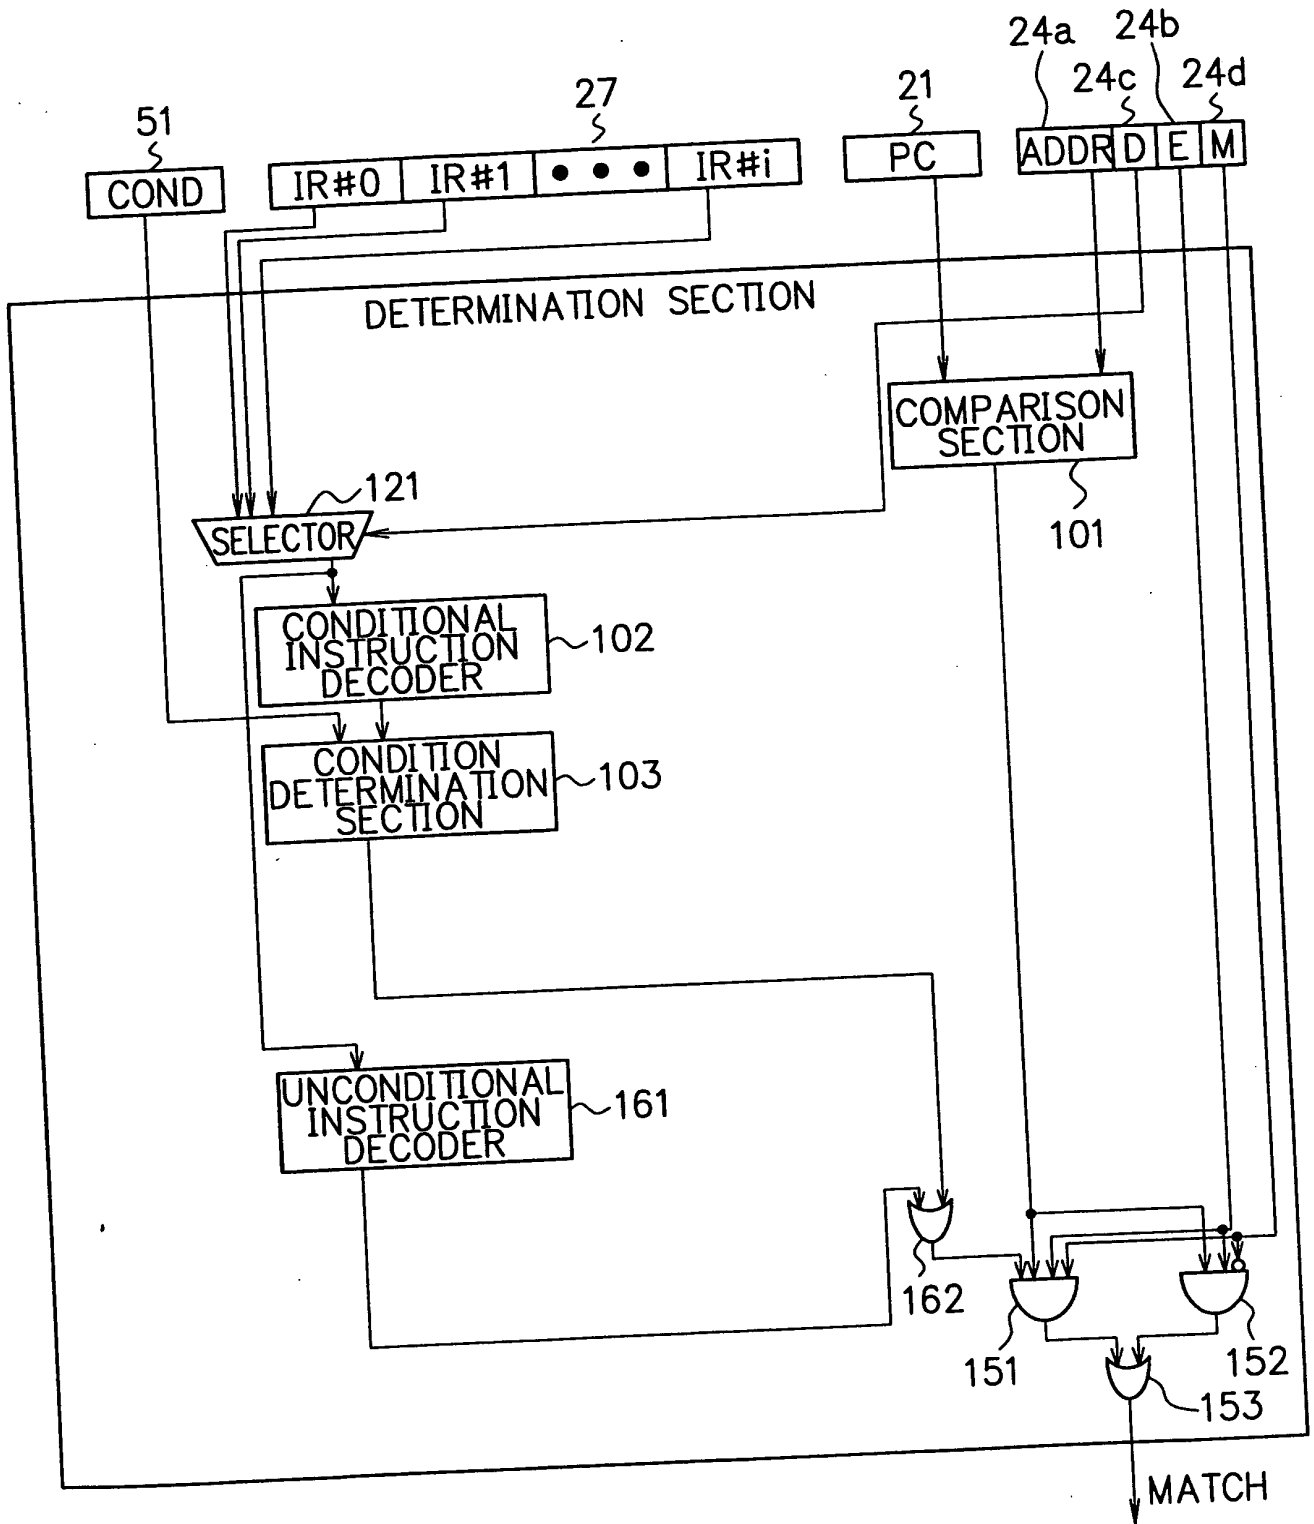 24a 24b
24c 24d
51
27
21
COND
IR#0 IR#1 • • • IR#i
PC
ADDR D E M
DETERMINATION SECTION
COMPARISON
SECTION
101
121
SELECTOR
CONDITIONAL
INSTRUCTION
DECODER
102
CONDITION
DETERMINATION
SECTION
103
UNCONDITIONAL
INSTRUCTION
DECODER
161
162
151
152
153
MATCH